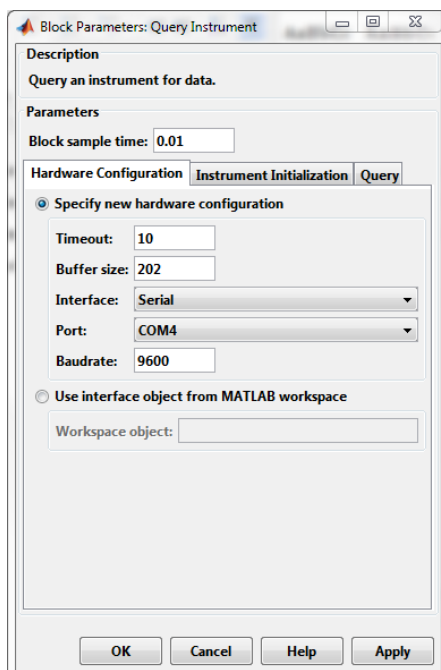 Block Parameters: Query Instrument
Description
Query an instrument for data.
Parameters
Block sample time: 0.01
Hardware Configuration Instrument Initialization Query
Specify new hardware configuration
Timeout: 10
Buffer size: 202
Interface: Serial
Port: COM4
Baudrate: 9600
Use interface object from MATLAB workspace
Workspace object:
OK Cancel Help Apply